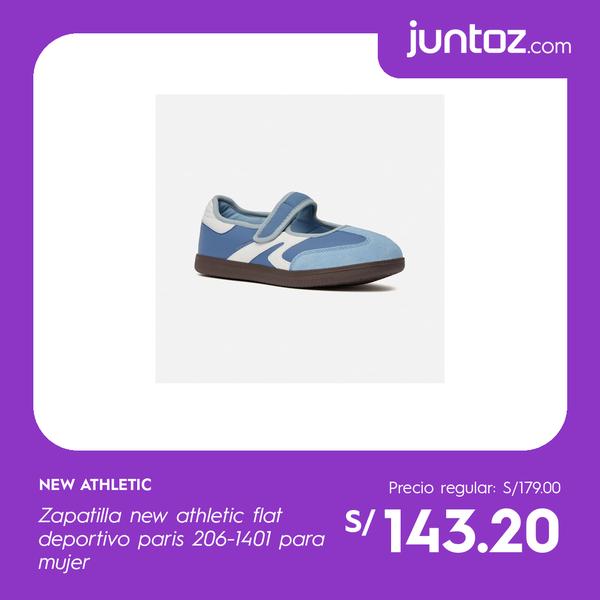 juntoz.com
NEW ATHLETIC
Zapatilla new athletic flat
deportivo paris 206-1401 para
mujer
Precio regular: S/179.00
S/ 143.20